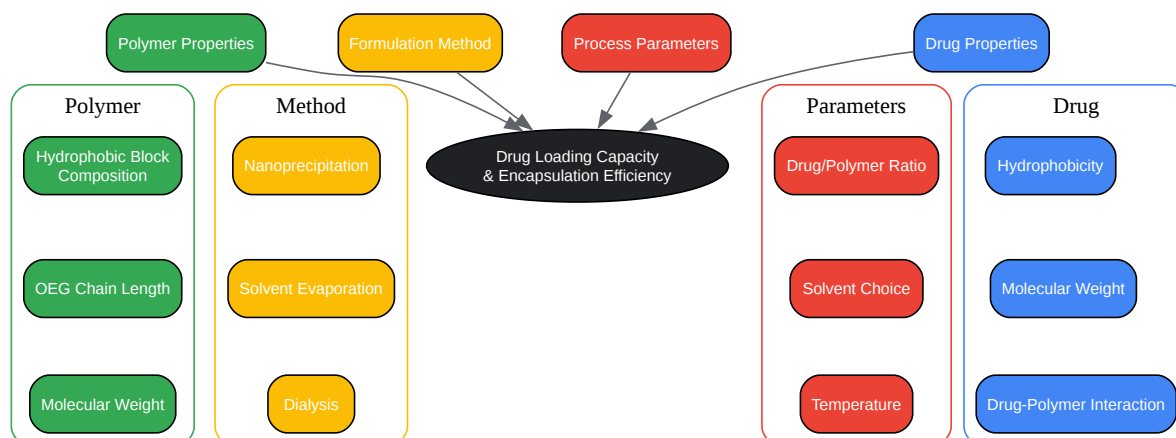 Polymer Properties
Formulation Method
Process Parameters
Drug Properties
Polymer
Method
Parameters
Drug
Hydrophobic Block
Composition
Nanoprecipitation
Drug Loading Capacity
& Encapsulation Efficiency
Drug/Polymer Ratio
Hydrophobicity
OEG Chain Length
Solvent Evaporation
Solvent Choice
Molecular Weight
Molecular Weight
Dialysis
Temperature
Drug-Polymer Interaction